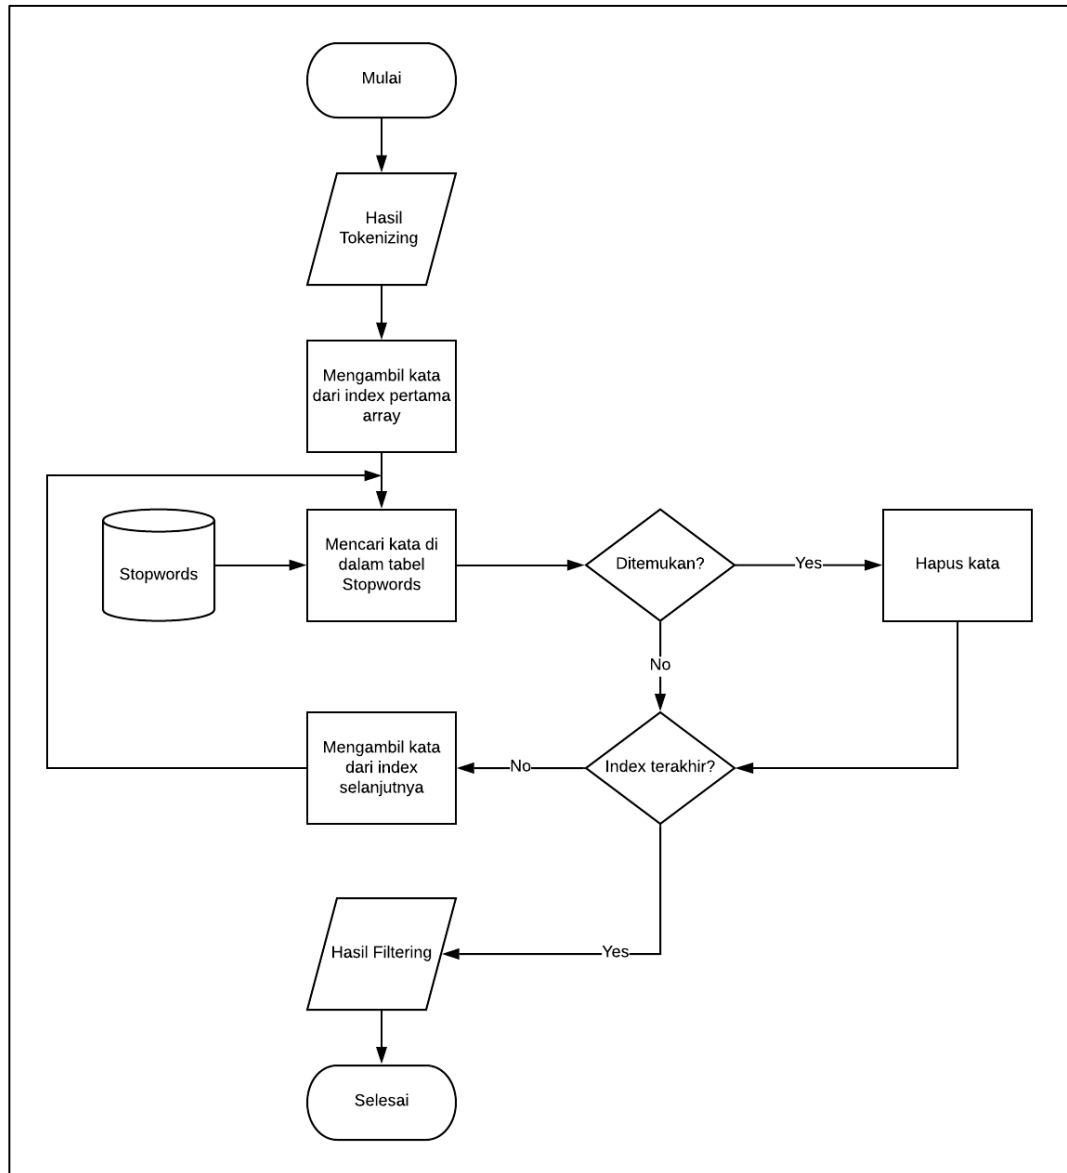 Mulai
Hasil
Tokenizing
Mengambil kata
dari index pertama
array
Stopwords
Mencari kata di
dalam tabel
Stopwords
Ditemukan?
Yes
Hapus kata
No
Mengambil kata
dari index
selanjutnya
No
Index terakhir?
Hasil Filtering
Yes
Selesai